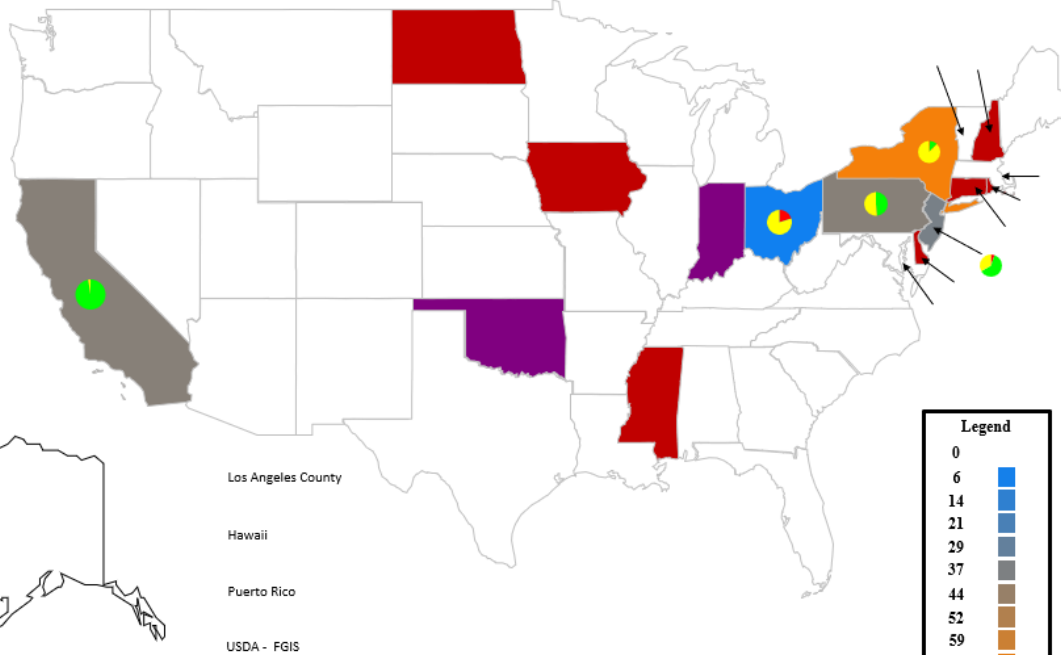 Los Angeles County
Hawaii
Puerto Rico
USDA - FGIS
Legend
0
6
14
21
29
37
44
52
59